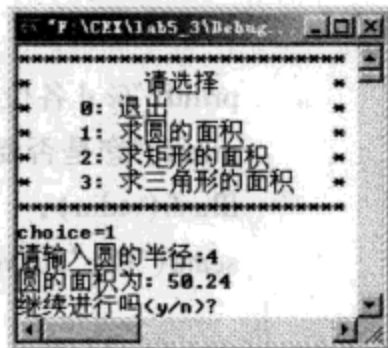 "F:\CEX\lab5_3\Debug...
**************************
*        请选择        *
*    0: 退出        *
*    1: 求圆的面积        *
*    2: 求矩形的面积        *
*    3: 求三角形的面积        *
**************************
choice=1
请输入圆的半径:4
圆的面积为: 50.24
继续进行吗<y/n>?